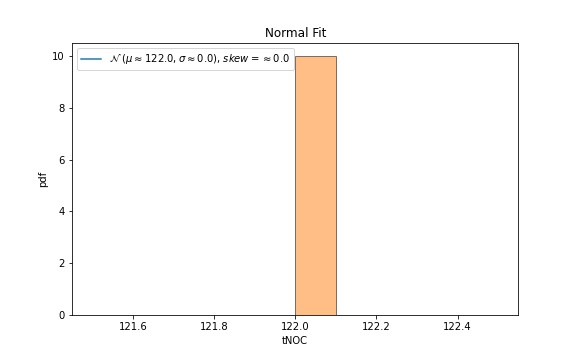 Normal Fit
𝒩(μ ≈ 122.0, σ ≈ 0.0), skew = ≈ 0.0
10
8
6
4
2
0
pdf
121.6 121.8 122.0 122.2 122.4
tNOC